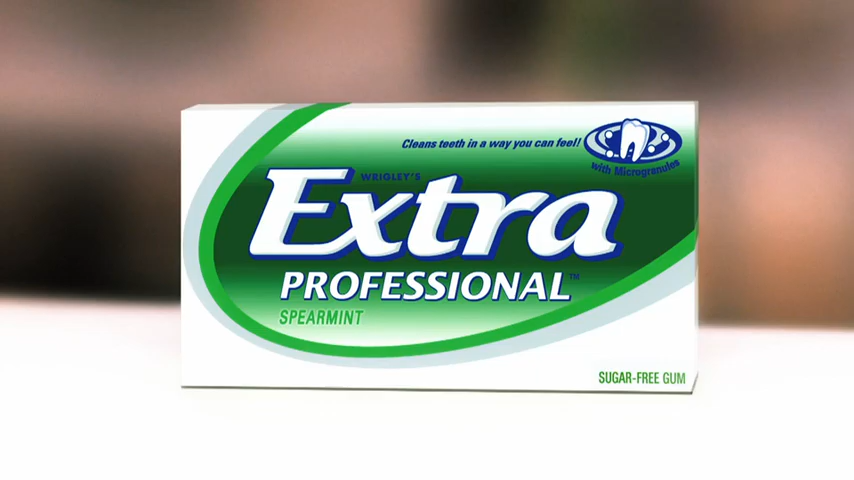 Cleans teeth in a way you can feel!
with Microgranules
WRIGLEY'S
Extra
PROFESSIONAL™
SPEARMINT
SUGAR-FREE GUM